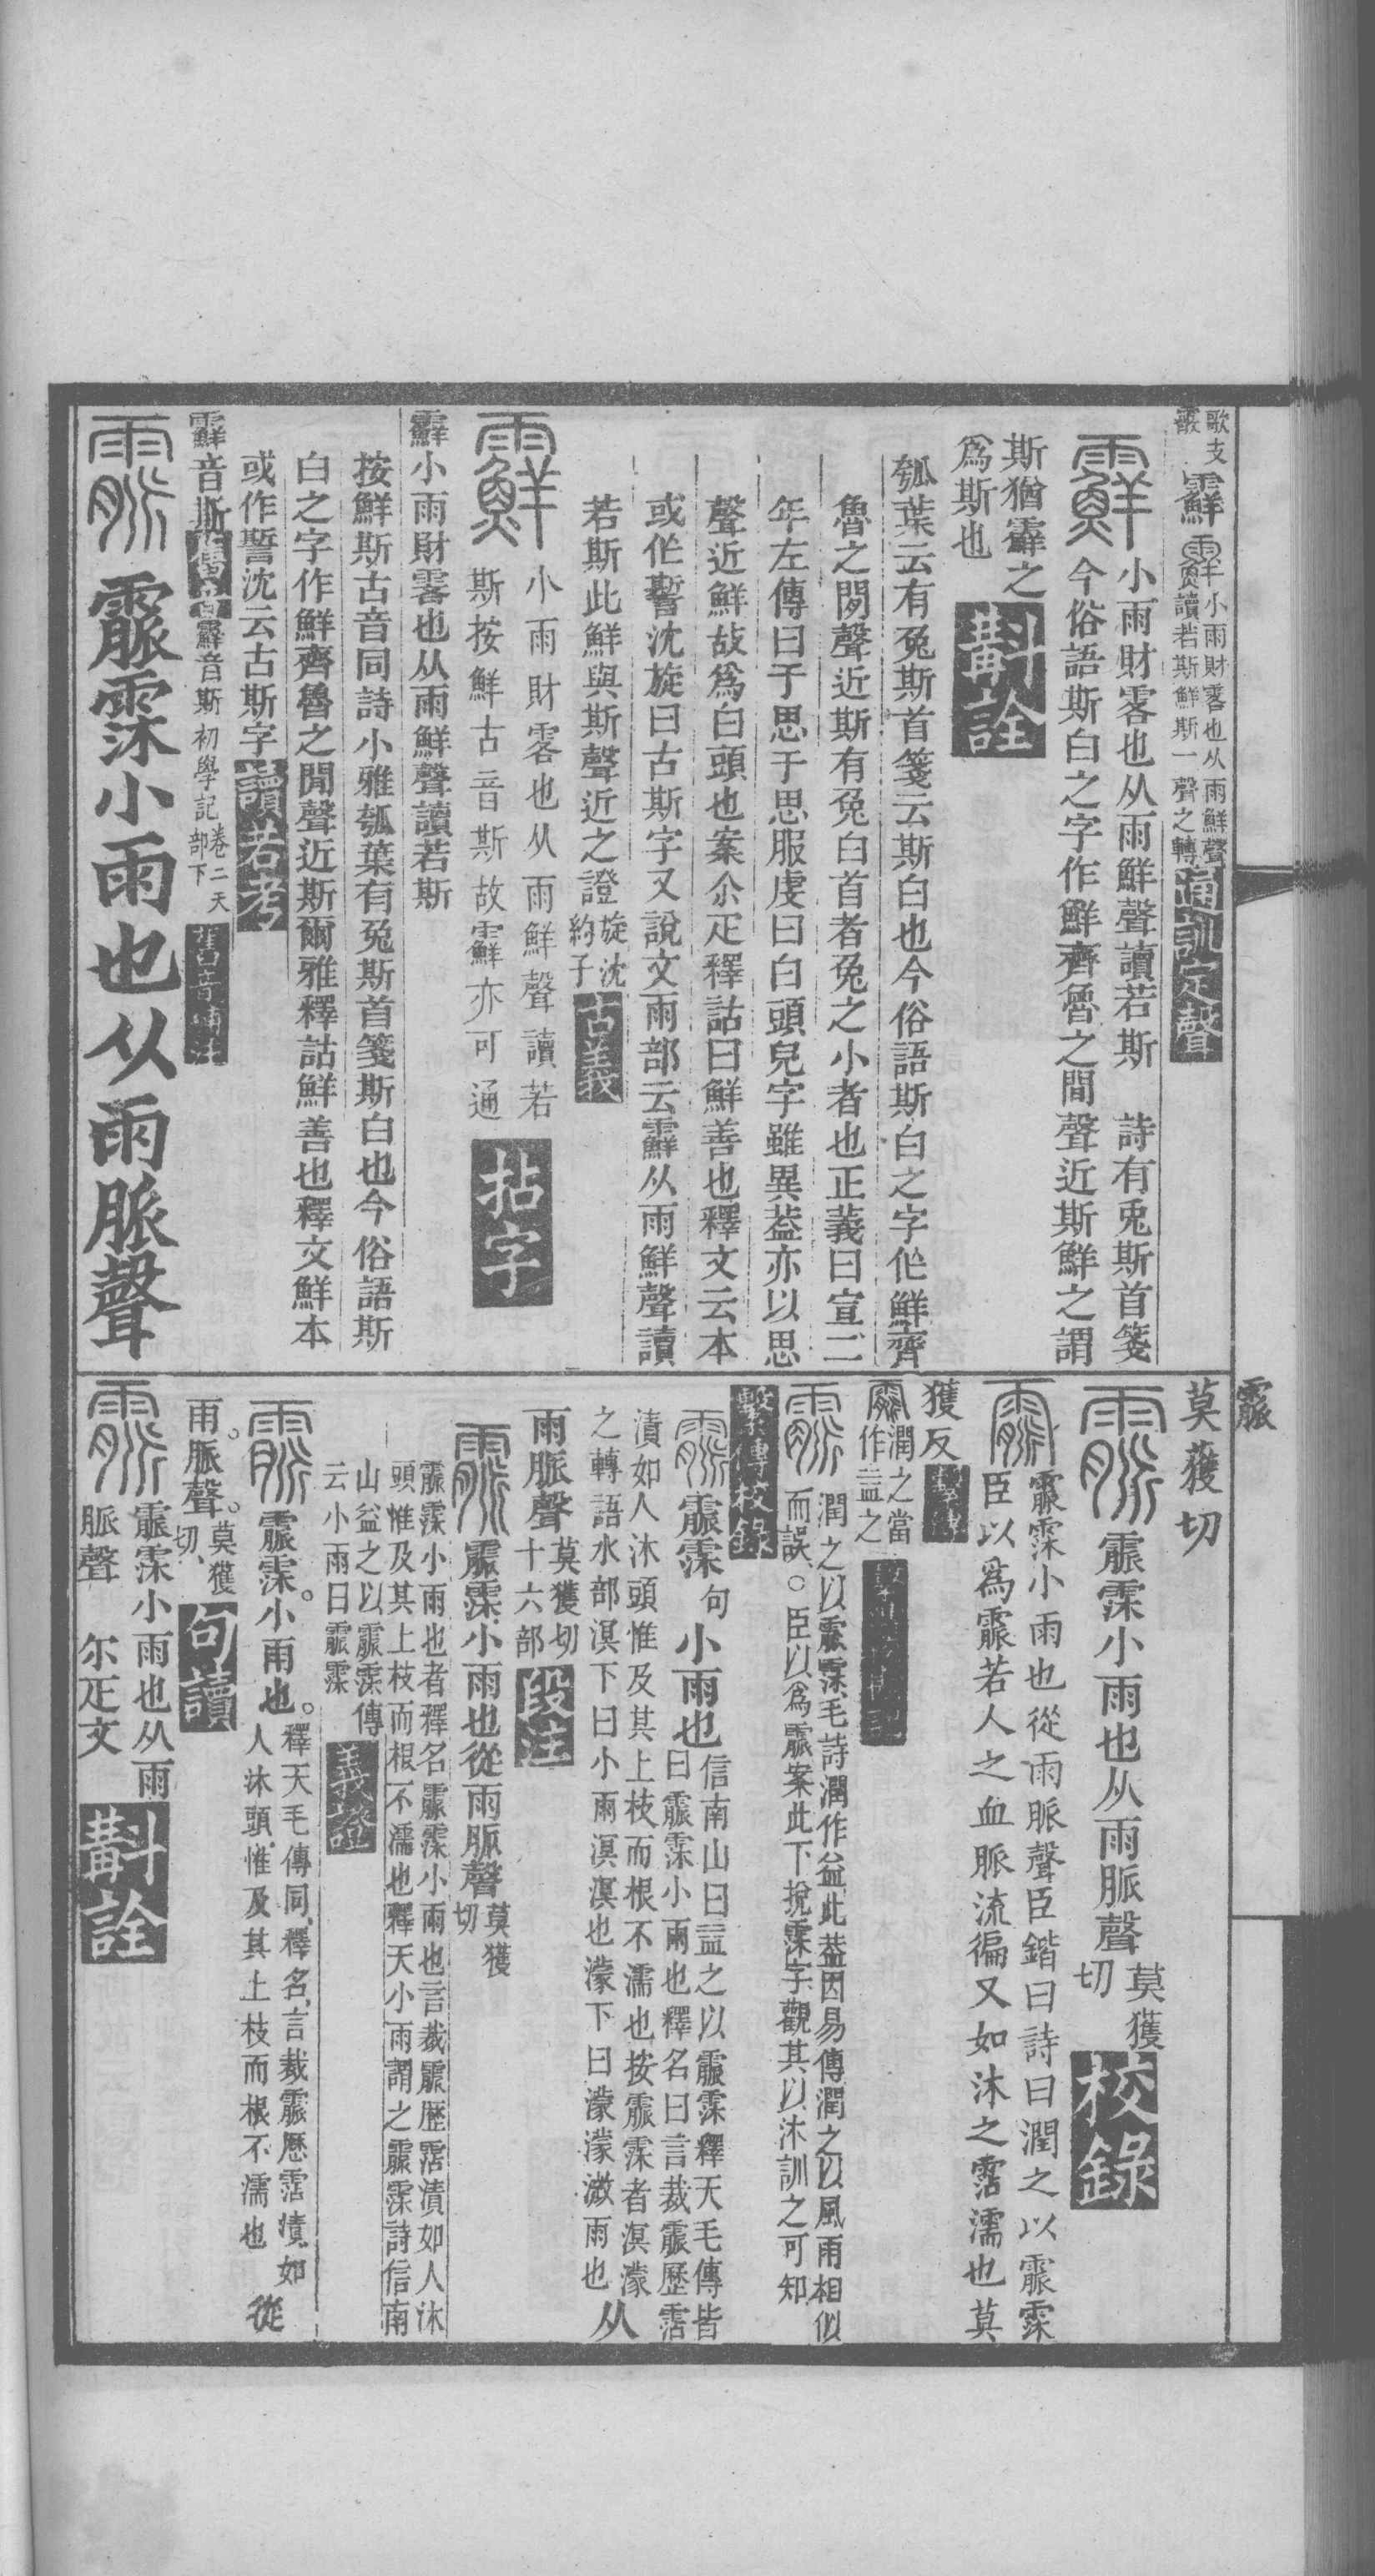 歌支
霰
䨘 小雨財零也从雨鮮聲
讀若斯鮮斯一聲之轉
通訓定聲
小雨財零也从雨鮮聲讀若斯 詩有兎斯首箋
今俗語斯白之字作鮮齊魯之間聲近斯鮮之謂
斯猶䨘之
爲斯也
斠詮
瓠葉云有兔斯首箋云斯白也今俗語斯白之字作鮮齊
魯之閒聲近斯有兔白首者兔之小者也正義曰宣二
年左傳曰于思于思服虔曰白頭皃字雖異蓋亦以思
聲近鮮故爲白頭也案尒疋釋詁曰鮮善也釋文云本
或作誓沈旋曰古斯字又說文雨部云䨘从雨鮮聲讀
若斯此鮮與斯聲近之證
旋沈
約子
古義
小雨財零也从雨鮮聲讀若
斯按鮮古音斯故䨘亦可通
拈字
䨘小雨財零也从雨鮮聲讀若斯
按鮮斯古音同詩小雅瓠葉有兔斯首箋斯白也今俗語斯
白之字作鮮齊魯之閒聲近斯爾雅釋詁鮮善也釋文鮮本
或作誓沈云古斯字
讀若考
䨘音斯
䨘音斯
初學記
卷二天
部下
舊音補注
霢霂小雨也从雨脈聲
霢
莫獲切
霢霂小雨也从雨脈聲
莫獲
切
校錄
霢霂小雨也從雨脈聲臣鍇曰詩曰潤之以霢霂
臣以爲霢若人之血脈流徧又如沐之霑濡也莫
獲反
繫傳
潤之當
作益之
潤之以霢霂毛詩潤作益此蓋因易傳潤之以風雨相似
而誤○臣以爲霢案此下挩霂字觀其以沐訓之可知
繫傳校錄
霢霂
句
小雨也
信南山曰益之以霢霂釋天毛傳皆
曰霢霂小雨也釋名曰言裁霢歷霑
漬如人沐頭惟及其上枝而根不濡也按霢霂者溟濛
之轉語水部溟下曰小雨溟溟也濛下曰濛濛溦雨也
从
雨脈聲
莫獲切
十六部
段注
霢霂小雨也從雨脈聲
莫獲
切
霢霂小雨也者釋名霢霂小雨也言裁霢歷霑漬如人沐
頭惟及其上枝而根不濡也釋天小雨謂之霢霂詩信南
山益之以霢霂傳
云小雨曰霢霂
義證
霢霂。小雨也。
釋天毛傳同、釋名、言裁霢歷霑漬、如
人沐頭、惟及其上枝而根不濡也
從
雨。脈聲。
莫獲
切、
句讀
霢霂小雨也从雨
脈聲 尒疋文
斠詮